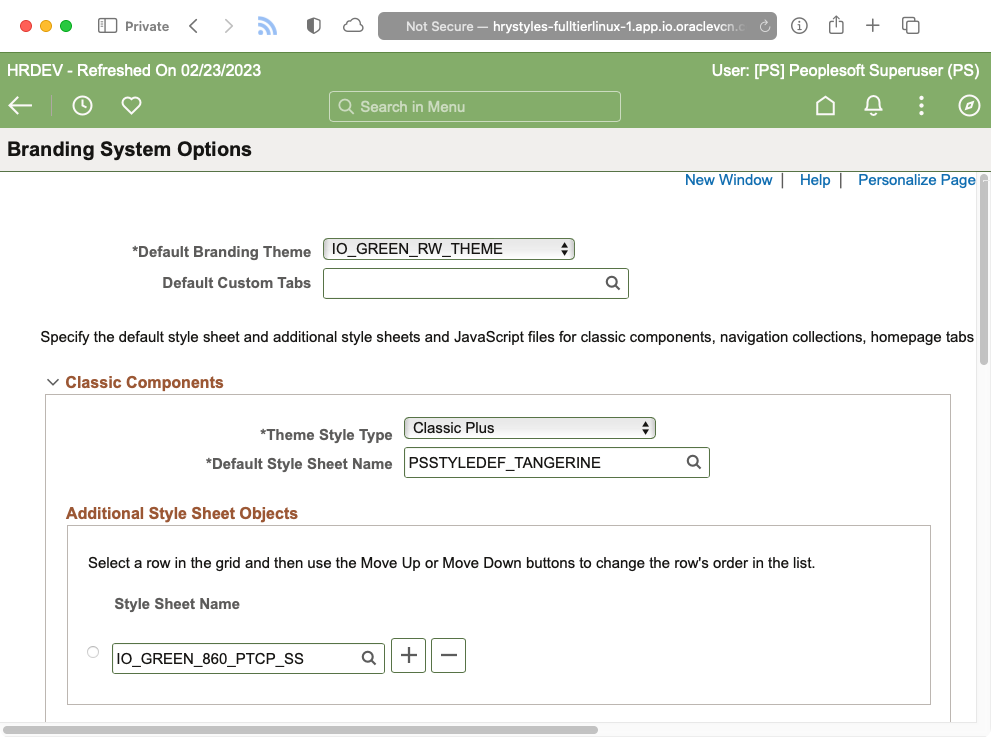 Private
Not Secure — hrystyles-fulltierlinux-1.app.io.oraclevcn.c
HRDEV - Refreshed On 02/23/2023
User: [PS] Peoplesoft Superuser (PS)
Search in Menu
Branding System Options
New Window | Help | Personalize Page
*Default Branding Theme IO_GREEN_RW_THEME
Default Custom Tabs
Specify the default style sheet and additional style sheets and JavaScript files for classic components, navigation collections, homepage tabs
Classic Components
*Theme Style Type Classic Plus
*Default Style Sheet Name PSSTYLEDEF_TANGERINE
Additional Style Sheet Objects
Select a row in the grid and then use the Move Up or Move Down buttons to change the row's order in the list.
Style Sheet Name
IO_GREEN_860_PTCP_SS